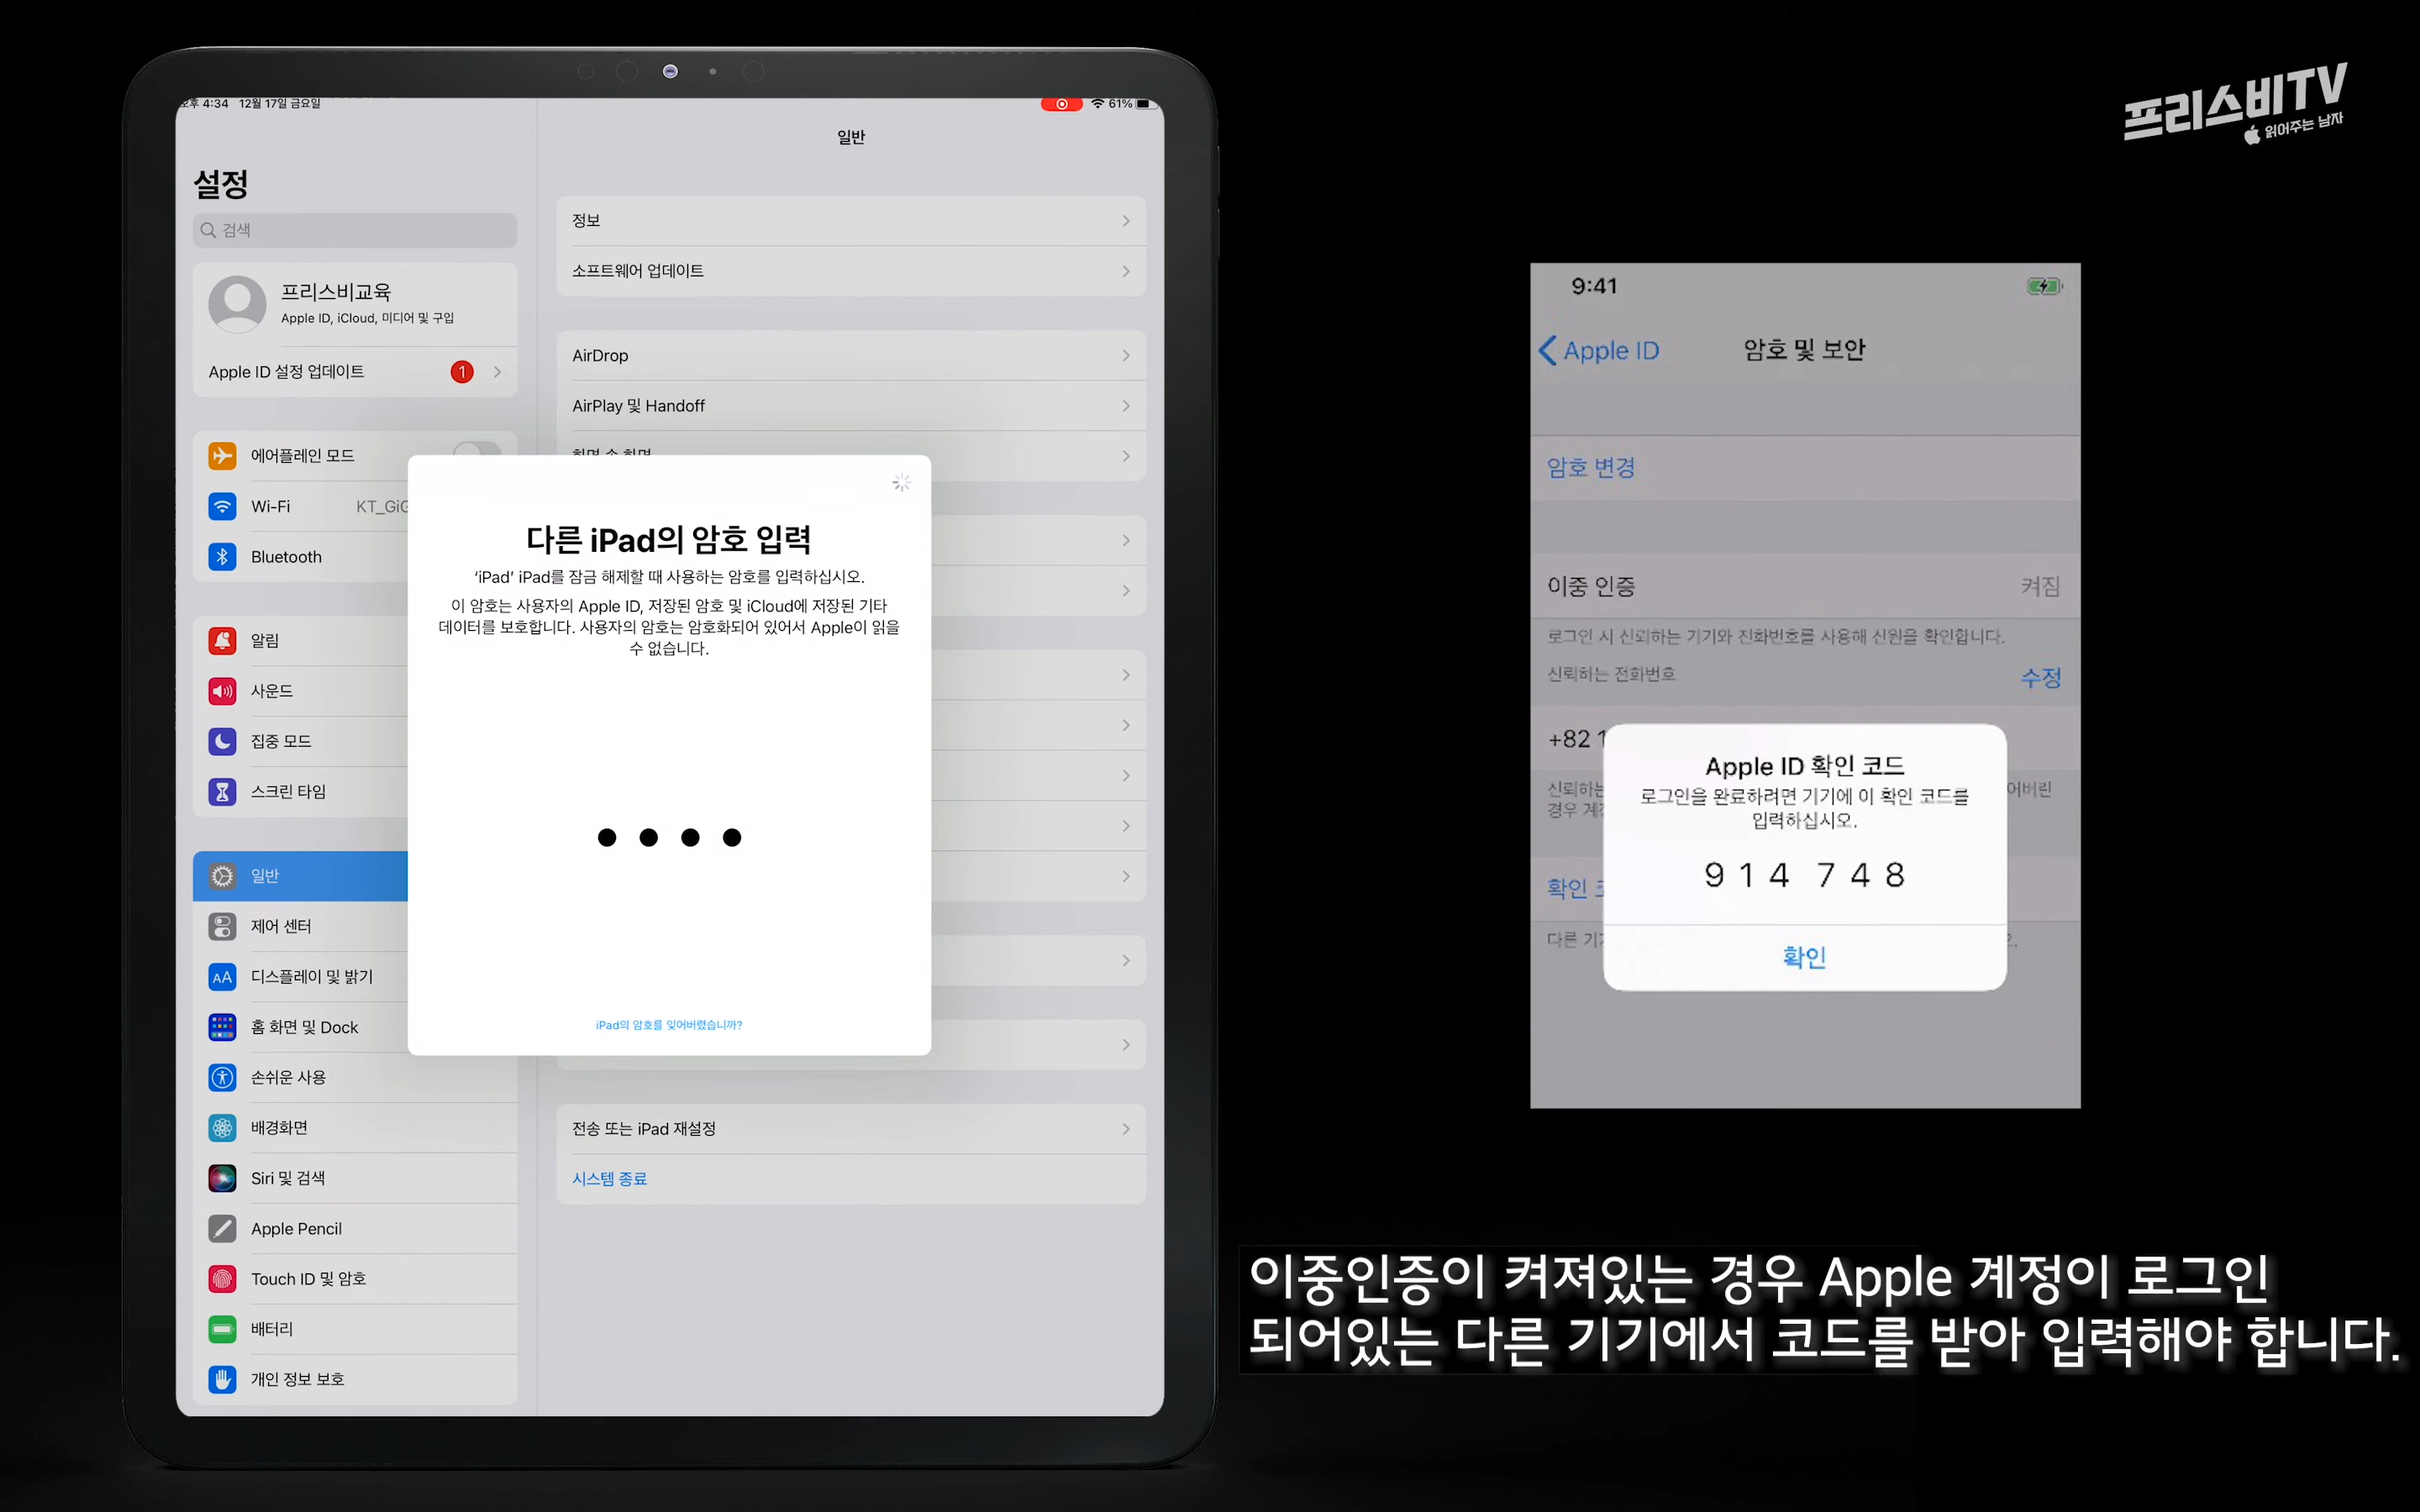 오후 4:34 12월 17일 금요일
61%
설정
검색
프리스비교육
Apple ID, iCloud, 미디어 및 구입
Apple ID 설정 업데이트
1
에어플레인 모드
Wi-Fi
Bluetooth
알림
사운드
집중 모드
스크린 타임
일반
제어 센터
디스플레이 및 밝기
홈 화면 및 Dock
손쉬운 사용
배경화면
Siri 및 검색
Apple Pencil
Touch ID 및 암호
배터리
개인 정보 보호
일반
정보
소프트웨어 업데이트
AirDrop
AirPlay 및 Handoff
다른 iPad의 암호 입력
‘iPad’ iPad를 잠금 해제할 때 사용하는 암호를 입력하십시오.
이 암호는 사용자의 Apple ID, 저장된 암호 및 iCloud에 저장된 기타
데이터를 보호합니다. 사용자의 암호는 암호화되어 있어서 Apple이 읽을
수 없습니다.
iPad의 암호를 잊어버렸습니까?
전송 또는 iPad 재설정
시스템 종료
프리스비TV
읽어주는 남자
9:41
Apple ID
암호 및 보안
암호 변경
이중 인증 켜짐
로그인 시 신뢰하는 기기와 전화번호를 사용해 신원을 확인합니다.
신뢰하는 전화번호
수정
+82 1
신뢰하는
어버린
경우
Apple ID 확인 코드
로그인을 완료하려면 기기에 이 확인 코드를
입력하십시오.
914 748
확인
확인
다른
이중인증이 켜져있는 경우 Apple 계정이 로그인
되어있는 다른 기기에서 코드를 받아 입력해야 합니다.